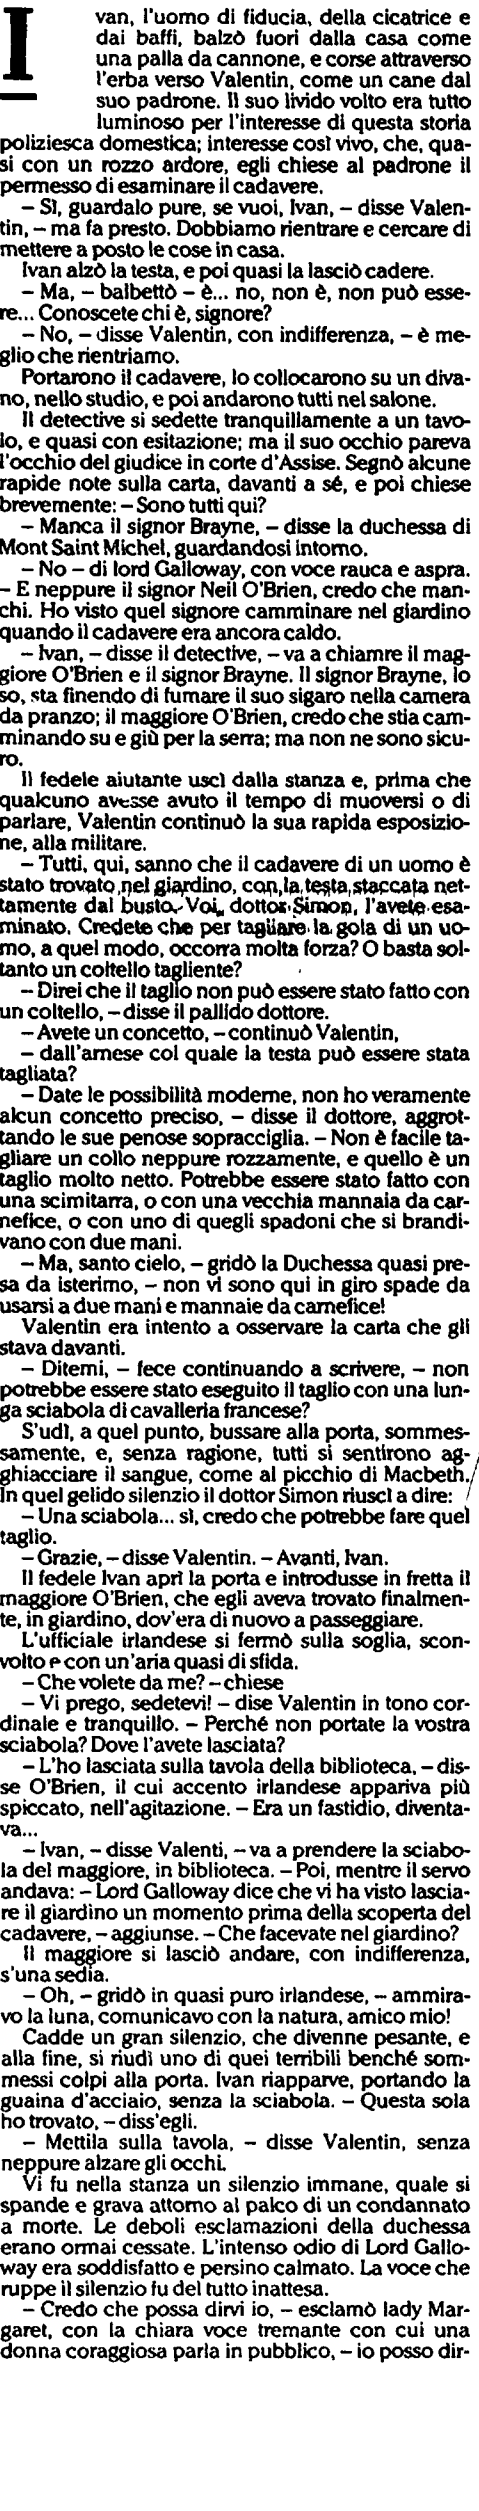 Ivan, l'uomo di fiducia, della cicatrice e
dai baffi, balzò fuori dalla casa come
una palla da cannone, e corse attraverso
l'erba verso Valentin, come un cane dal
suo padrone. Il suo livido volto era tutto
luminoso per l'interesse di questa storia
poliziesca domestica; interesse così vivo, che, qua-
si con un rozzo ardore, egli chiese al padrone il
permesso di esaminare il cadavere.
– Sì, guardalo pure, se vuoi, Ivan, – disse Valen-
tin, – ma fa presto. Dobbiamo rientrare e cercare di
mettere a posto le cose in casa.
Ivan alzò la testa, e poi quasi la lasciò cadere.
– Ma, – balbettò – è... no, non è, non può esse-
re... Conoscete chi è, signore?
– No, – disse Valentin, con indifferenza, – è me-
glio che rientriamo.
Portarono il cadavere, lo collocarono su un diva-
no, nello studio, e poi andarono tutti nel salone.
Il detective si sedette tranquillamente a un tavo-
lo, e quasi con esitazione; ma il suo occhio pareva
l'occhio del giudice in corte d'Assise. Segnò alcune
rapide note sulla carta, davanti a sé, e poi chiese
brevemente: – Sono tutti qui?
– Manca il signor Brayne, – disse la duchessa di
Mont Saint Michel, guardandosi intorno.
– No – di lord Galloway, con voce rauca e aspra.
– E neppure il signor Neil O'Brien, credo che man-
chi. Ho visto quel signore camminare nel giardino
quando il cadavere era ancora caldo.
– Ivan, – disse il detective, – va a chiamre il mag-
giore O'Brien e il signor Brayne. Il signor Brayne, lo
so, sta finendo di fumare il suo sigaro nella camera
da pranzo; il maggiore O'Brien, credo che stia cam-
minando su e giù per la serra; ma non ne sono sicu-
ro.
Il fedele aiutante uscì dalla stanza e, prima che
qualcuno avesse avuto il tempo di muoversi o di
parlare, Valentin continuò la sua rapida esposizio-
ne, alla militare.
– Tutti, qui, sanno che il cadavere di un uomo è
stato trovato nel giardino, con la testa staccata net-
tamente dal busto. Voi, dottor Simon, l'avete esa-
minato. Credete che per tagliare la gola di un uo-
mo, a quel modo, occorra molta forza? O basta sol-
tanto un coltello tagliente?
– Direi che il taglio non può essere stato fatto con
un coltello, – disse il pallido dottore.
– Avete un concetto, – continuò Valentin,
– dall'arnese col quale la testa può essere stata
tagliata?
– Date le possibilità moderne, non ho veramente
alcun concetto preciso, – disse il dottore, aggrot-
tando le sue penose sopracciglia. – Non è facile ta-
gliare un collo neppure rozzamente, e quello è un
taglio molto netto. Potrebbe essere stato fatto con
una scimitarra, o con una vecchia mannaia da car-
nefice, o con uno di quegli spadoni che si brandi-
vano con due mani.
– Ma, santo cielo, – gridò la Duchessa quasi pre-
sa da isterimo, – non vi sono qui in giro spade da
usarsi a due mani e mannaie da carnefice!
Valentin era intento a osservare la carta che gli
stava davanti.
– Ditemi, – fece continuando a scrivere, – non
potrebbe essere stato eseguito il taglio con una lun-
ga sciabola di cavalleria francese?
S'udì, a quel punto, bussare alla porta, sommes-
samente, e, senza ragione, tutti si sentirono ag-
ghiacciare il sangue, come al picchio di Macbeth.
In quel gelido silenzio il dottor Simon riuscì a dire:
– Una sciabola... sì, credo che potrebbe fare quel
taglio.
– Grazie, – disse Valentin. – Avanti, Ivan.
Il fedele Ivan aprì la porta e introdusse in fretta il
maggiore O'Brien, che egli aveva trovato finalmen-
te, in giardino, dov'era di nuovo a passeggiare.
L'ufficiale irlandese si fermò sulla soglia, scon-
volto e con un'aria quasi di sfida.
– Che volete da me? – chiese
– Vi prego, sedetevi! – dise Valentin in tono cor-
dinale e tranquillo. – Perché non portate la vostra
sciabola? Dove l'avete lasciata?
– L'ho lasciata sulla tavola della biblioteca, – dis-
se O'Brien, il cui accento irlandese appariva più
spiccato, nell'agitazione. – Era un fastidio, diventa-
va...
– Ivan, – disse Valenti, – va a prendere la sciabo-
la del maggiore, in biblioteca. – Poi, mentre il servo
andava: – Lord Galloway dice che vi ha visto lascia-
re il giardino un momento prima della scoperta del
cadavere, – aggiunse. – Che facevate nel giardino?
Il maggiore si lasciò andare, con indifferenza,
s'una sedia.
– Oh, – gridò in quasi puro irlandese, – ammira-
vo la luna, comunicavo con la natura, amico mio!
Cadde un gran silenzio, che divenne pesante, e
alla fine, si riudì uno di quei terribili benché som-
messi colpi alla porta. Ivan riapparve, portando la
guaina d'acciaio, senza la sciabola. – Questa sola
ho trovato, – diss'egli.
– Mettila sulla tavola, – disse Valentin, senza
neppure alzare gli occhi.
Vi fu nella stanza un silenzio immane, quale si
spande e grava attorno al palco di un condannato
a morte. Le deboli esclamazioni della duchessa
erano ormai cessate. L'intenso odio di Lord Gallo-
way era soddisfatto e persino calmato. La voce che
ruppe il silenzio fu del tutto inattesa.
– Credo che possa dirvi io, – esclamò lady Mar-
garet, con la chiara voce tremante con cui una
donna coraggiosa parla in pubblico, – io posso dir-